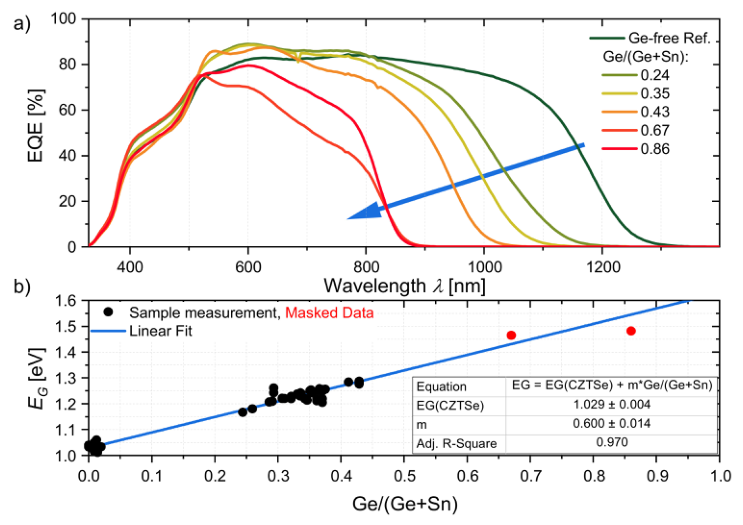 a)
100
80
60
40
20
0
EQE [%]
Ge-free Ref.
Ge/(Ge+Sn):
0.24
0.35
0.43
0.67
0.86
400 600 800 1000 1200
Wavelength λ [nm]
b)
1.6
1.5
1.4
1.3
1.2
1.1
1.0
E_G [eV]
Sample measurement, Masked Data
Linear Fit
Equation EG = EG(CZTSe) + m*Ge/(Ge+Sn)
EG(CZTSe) 1.029 ± 0.004
m 0.600 ± 0.014
Adj. R-Square 0.970
0.0 0.1 0.2 0.3 0.4 0.5 0.6 0.7 0.8 0.9 1.0
Ge/(Ge+Sn)